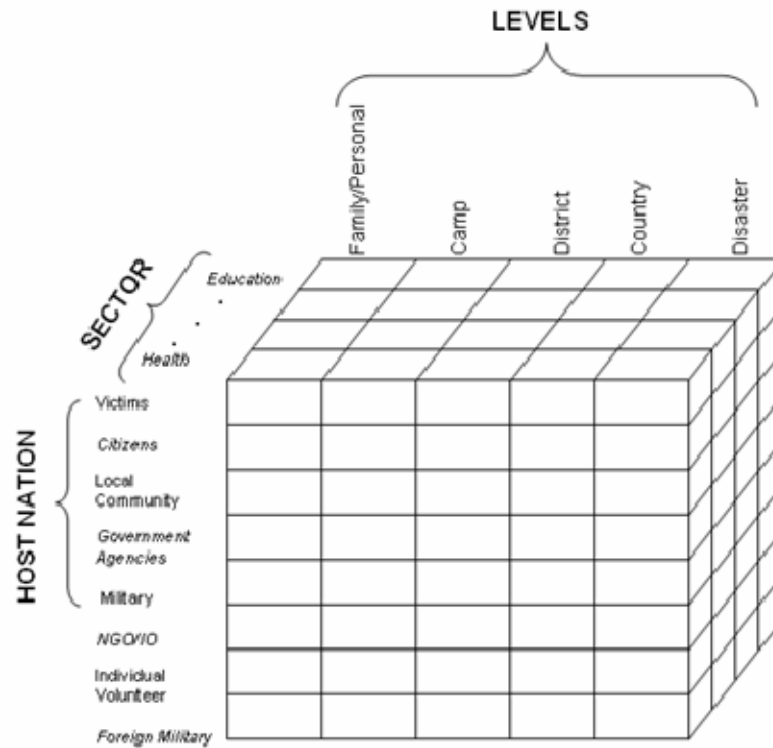 LEVELS
Family/Personal
Camp
District
Country
Disaster
SECTOR
Education
Health
HOST NATION
Victims
Citizens
Local
Community
Government
Agencies
Military
NGO/IO
Individual
Volunteer
Foreign Military